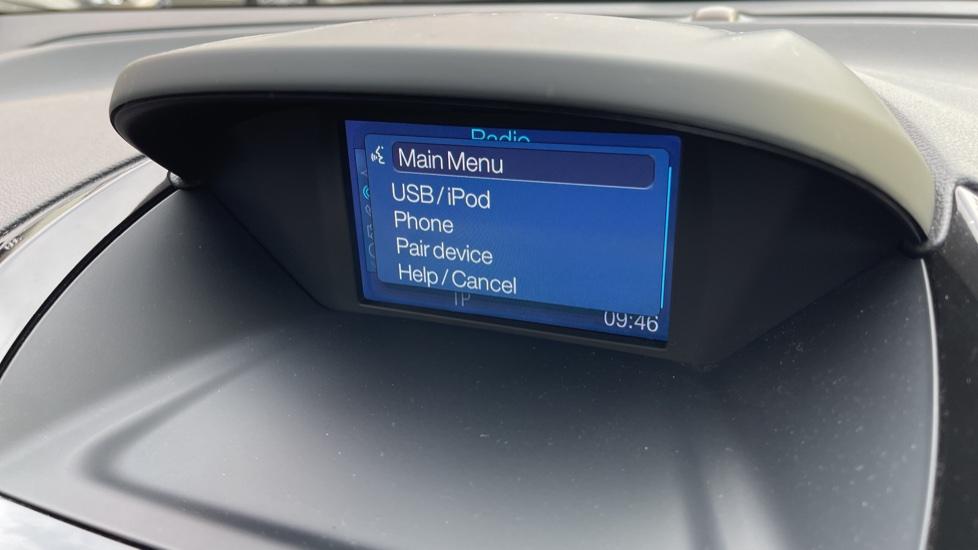 Radio
Main Menu
USB / iPod
Phone
Pair device
Help / Cancel
TP
09:46